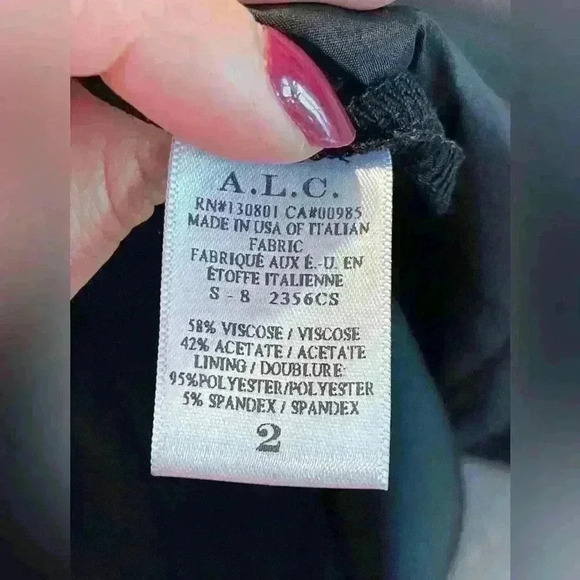 A.L.C.
RN#130801 CA#00985
MADE IN USA OF ITALIAN
FABRIC
FABRIQUÉ AUX É.-U. EN
ÉTOFFE ITALIENNE
S - 8 2356CS
58% VISCOSE / VISCOSE
42% ACETATE / ACETATE
LINING / DOUBLURE:
95%POLYESTER/POLYESTER
5% SPANDEX / SPANDEX
2